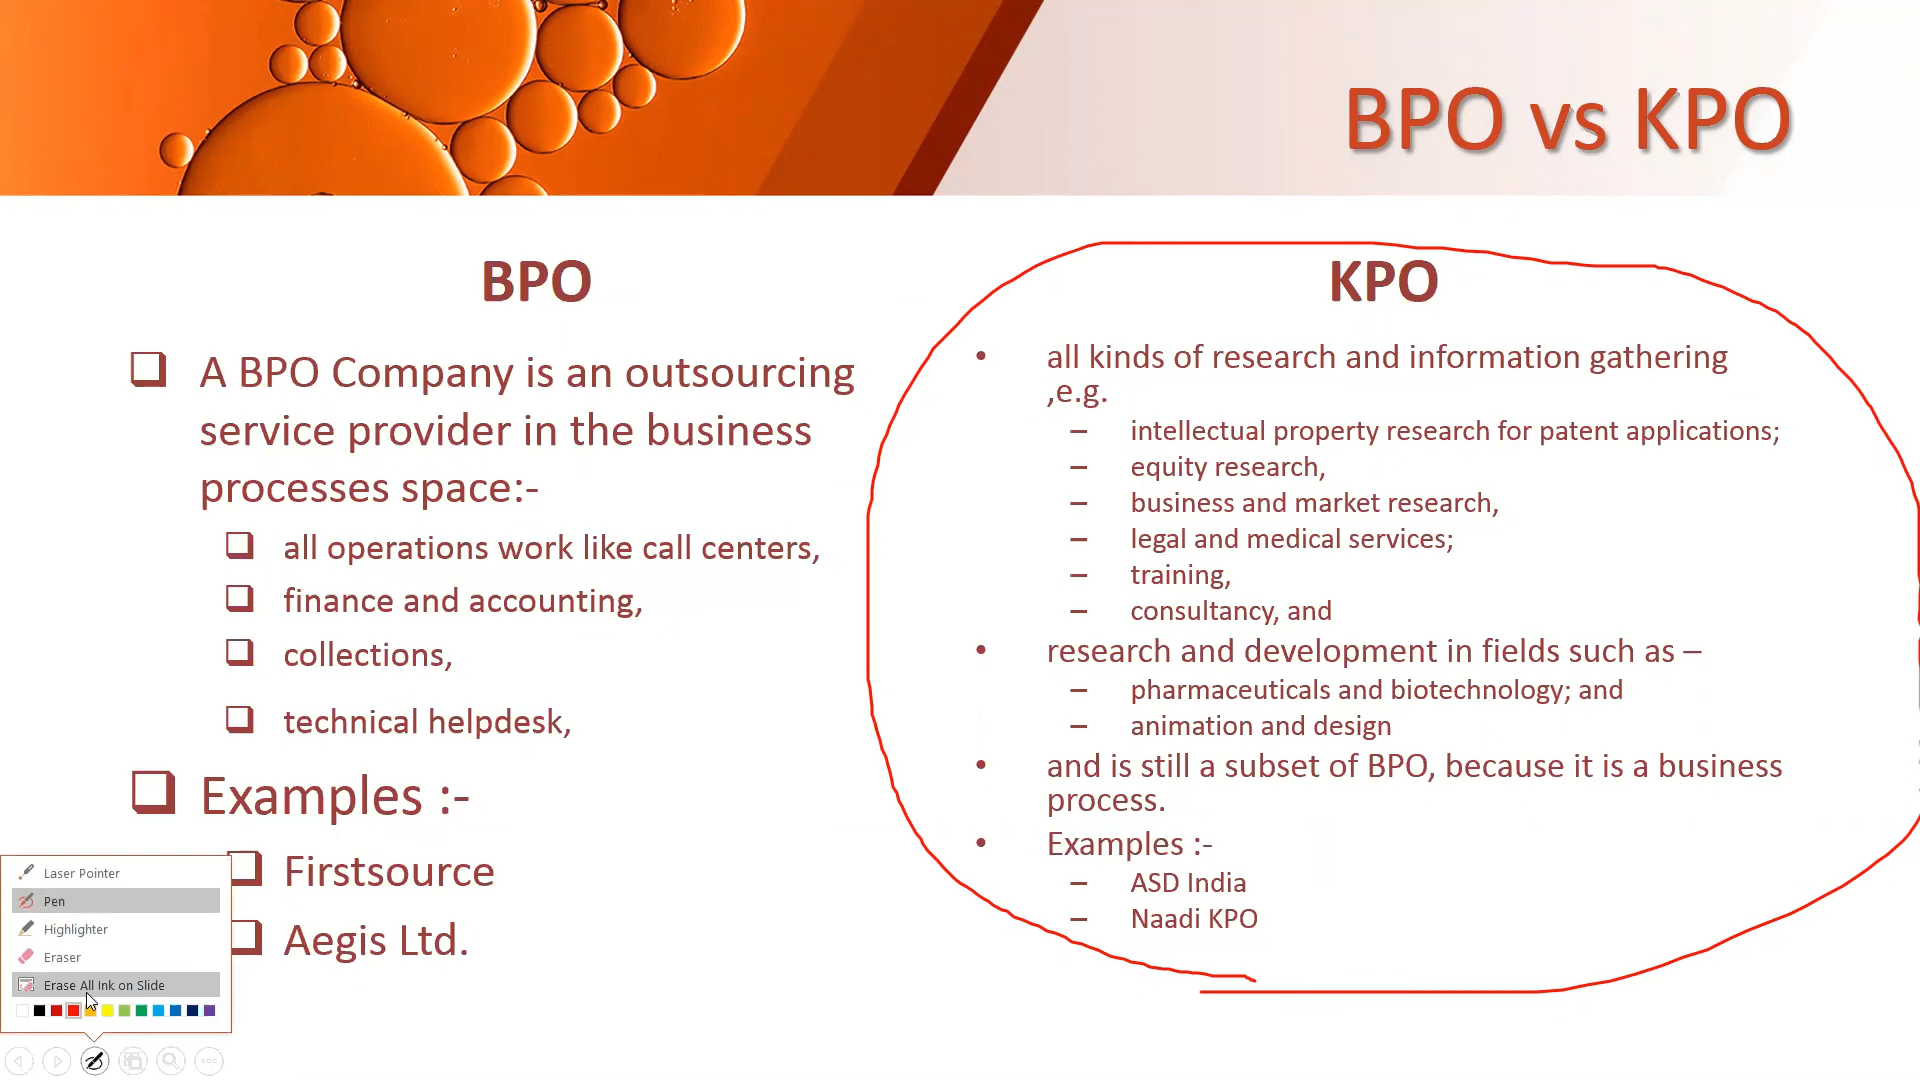 BPO vs KPO
BPO
A BPO Company is an outsourcing
service provider in the business
processes space:-
all operations work like call centers,
finance and accounting,
collections,
technical helpdesk,
Examples :-
Firstsource
Aegis Ltd.
KPO
all kinds of research and information gathering
,e.g.
intellectual property research for patent applications;
equity research,
business and market research,
legal and medical services;
training,
consultancy, and
research and development in fields such as –
pharmaceuticals and biotechnology; and
animation and design
and is still a subset of BPO, because it is a business
process.
Examples :-
ASD India
Naadi KPO
Laser Pointer
Pen
Highlighter
Eraser
Erase All Ink on Slide